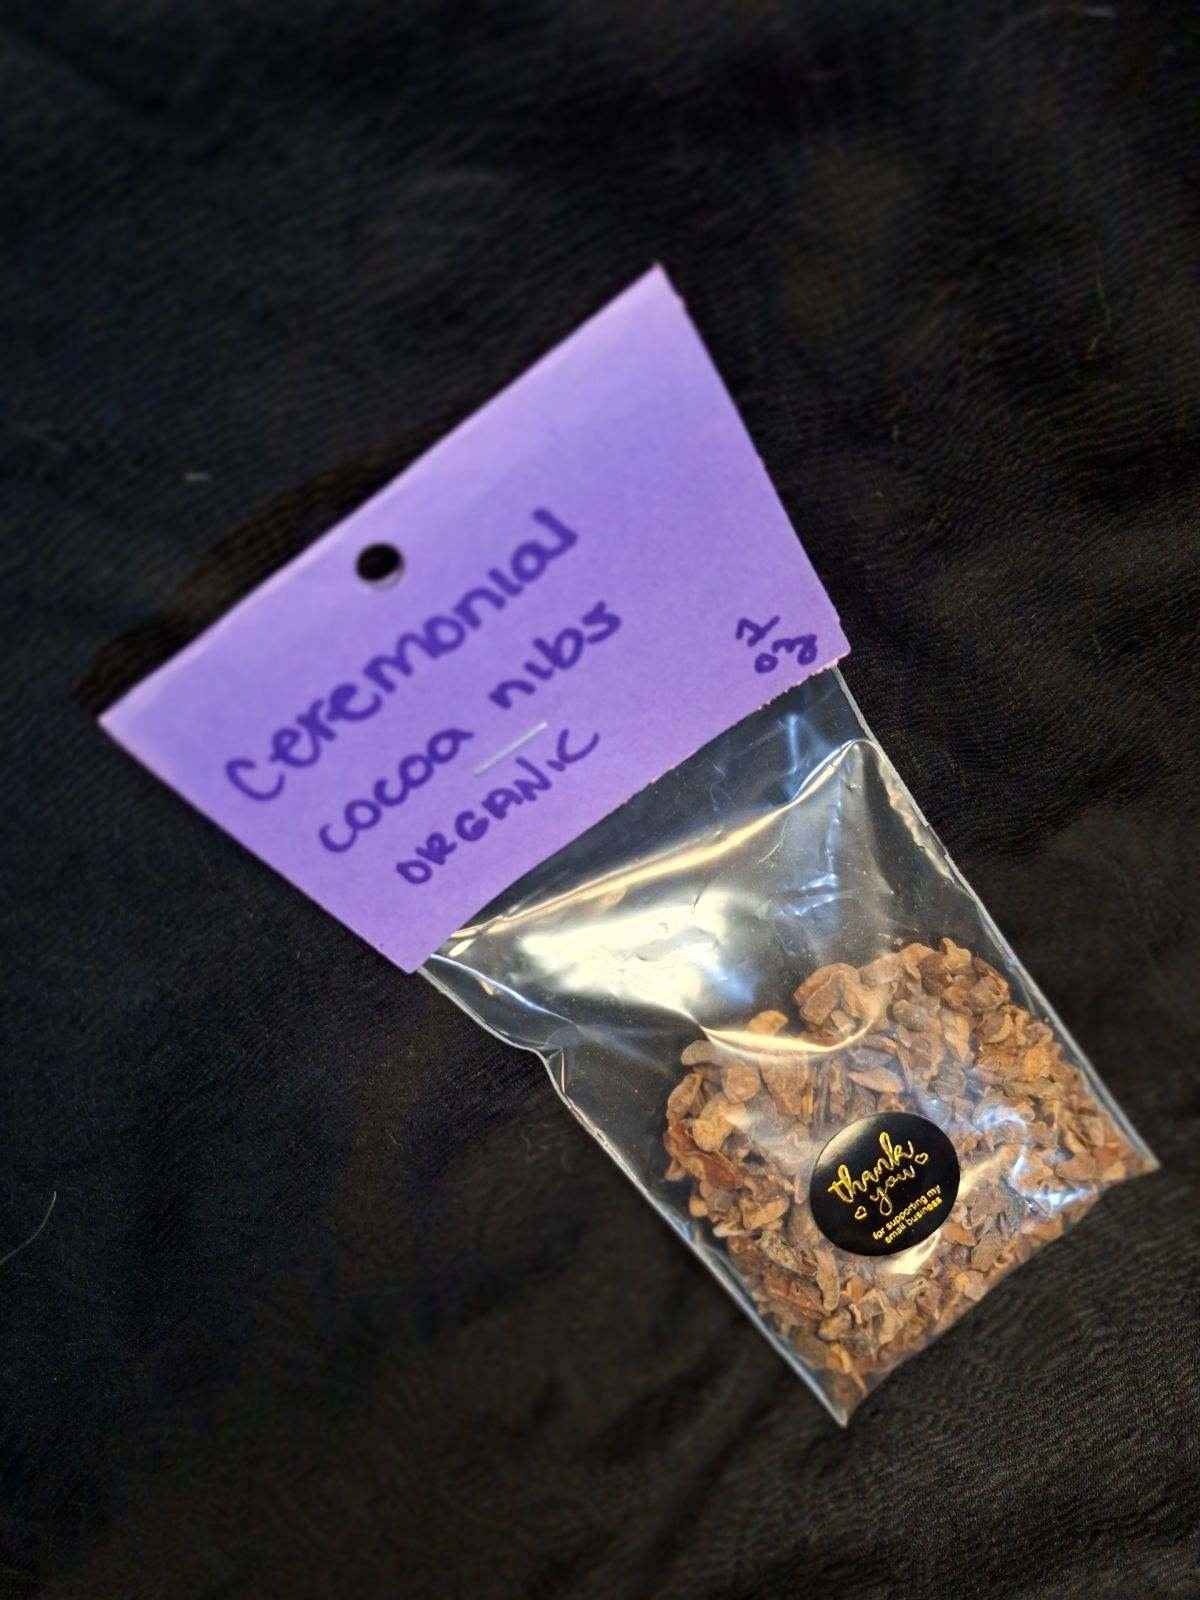 Ceremonial
cocoa nibs
ORGANIC
1
oz
thank
you
for supporting my
small business